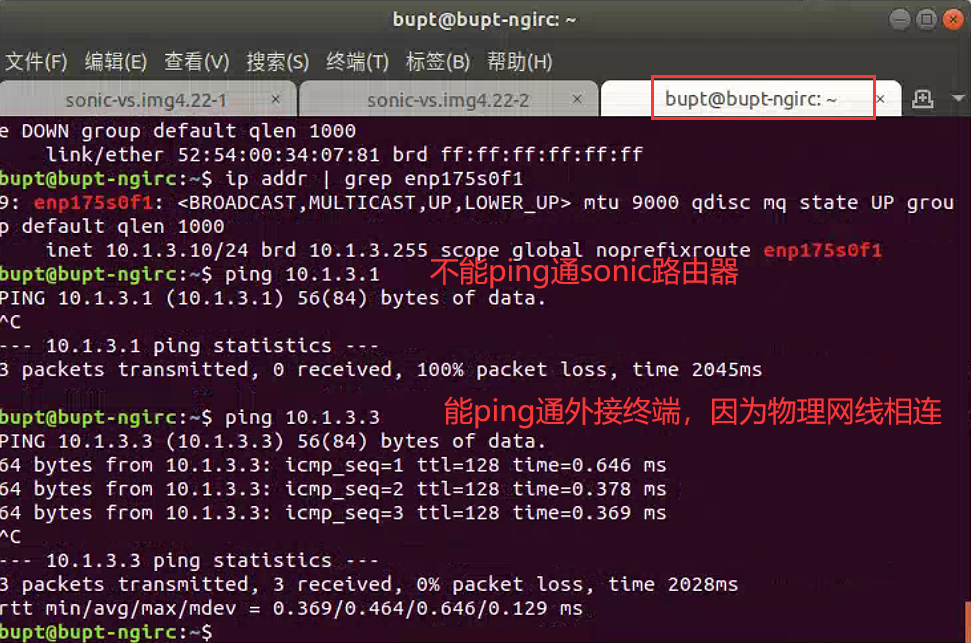 bupt@bupt-ngirc: ~
文件(F) 编辑(E) 查看(V) 搜索(S) 终端(T) 标签(B) 帮助(H)
sonic-vs.img4.22-1 × sonic-vs.img4.22-2 × bupt@bupt-ngirc: ~ ×
e DOWN group default qlen 1000
link/ether 52:54:00:34:07:81 brd ff:ff:ff:ff:ff:ff
bupt@bupt-ngirc:~$ ip addr | grep enp175s0f1
9: enp175s0f1: <BROADCAST,MULTICAST,UP,LOWER_UP> mtu 9000 qdisc mq state UP grou
p default qlen 1000
inet 10.1.3.10/24 brd 10.1.3.255 scope global noprefixroute enp175s0f1
bupt@bupt-ngirc:~$ ping 10.1.3.1
不能ping通sonic路由器
PING 10.1.3.1 (10.1.3.1) 56(84) bytes of data.
^C
--- 10.1.3.1 ping statistics ---
3 packets transmitted, 0 received, 100% packet loss, time 2045ms
bupt@bupt-ngirc:~$ ping 10.1.3.3
能ping通外接终端，因为物理网线相连
PING 10.1.3.3 (10.1.3.3) 56(84) bytes of data.
64 bytes from 10.1.3.3: icmp_seq=1 ttl=128 time=0.646 ms
64 bytes from 10.1.3.3: icmp_seq=2 ttl=128 time=0.378 ms
64 bytes from 10.1.3.3: icmp_seq=3 ttl=128 time=0.369 ms
^C
--- 10.1.3.3 ping statistics ---
3 packets transmitted, 3 received, 0% packet loss, time 2028ms
rtt min/avg/max/mdev = 0.369/0.464/0.646/0.129 ms
bupt@bupt-ngirc:~$